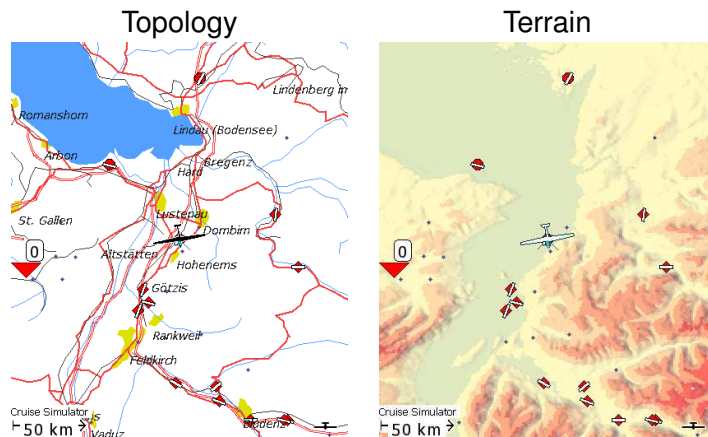 Topology
Terrain
Lindenberg im
Romanshorn
Lindau (Bodensee)
Arbon
Bregenz
Hard
St. Gallen
Lustenau
Dornbirn
0
0
Altstätten
Hohenems
Götzis
Rankweil
Feldkirch
Cruise Simulator
Cruise Simulator
50 km
50 km
Vaduz